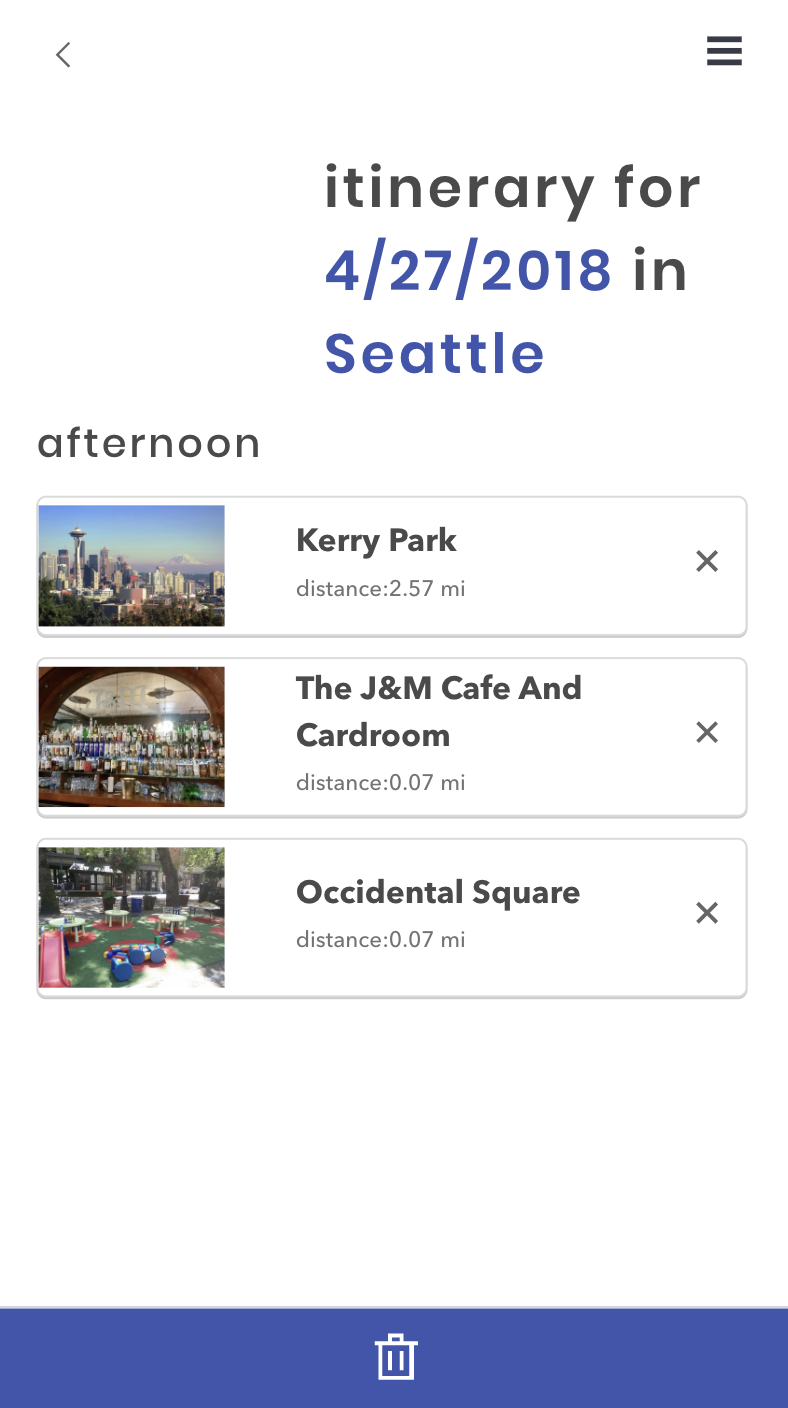 itinerary for
4/27/2018 in
Seattle
afternoon
Kerry Park
distance:2.57 mi
The J&M Cafe And
Cardroom
distance:0.07 mi
Occidental Square
distance:0.07 mi